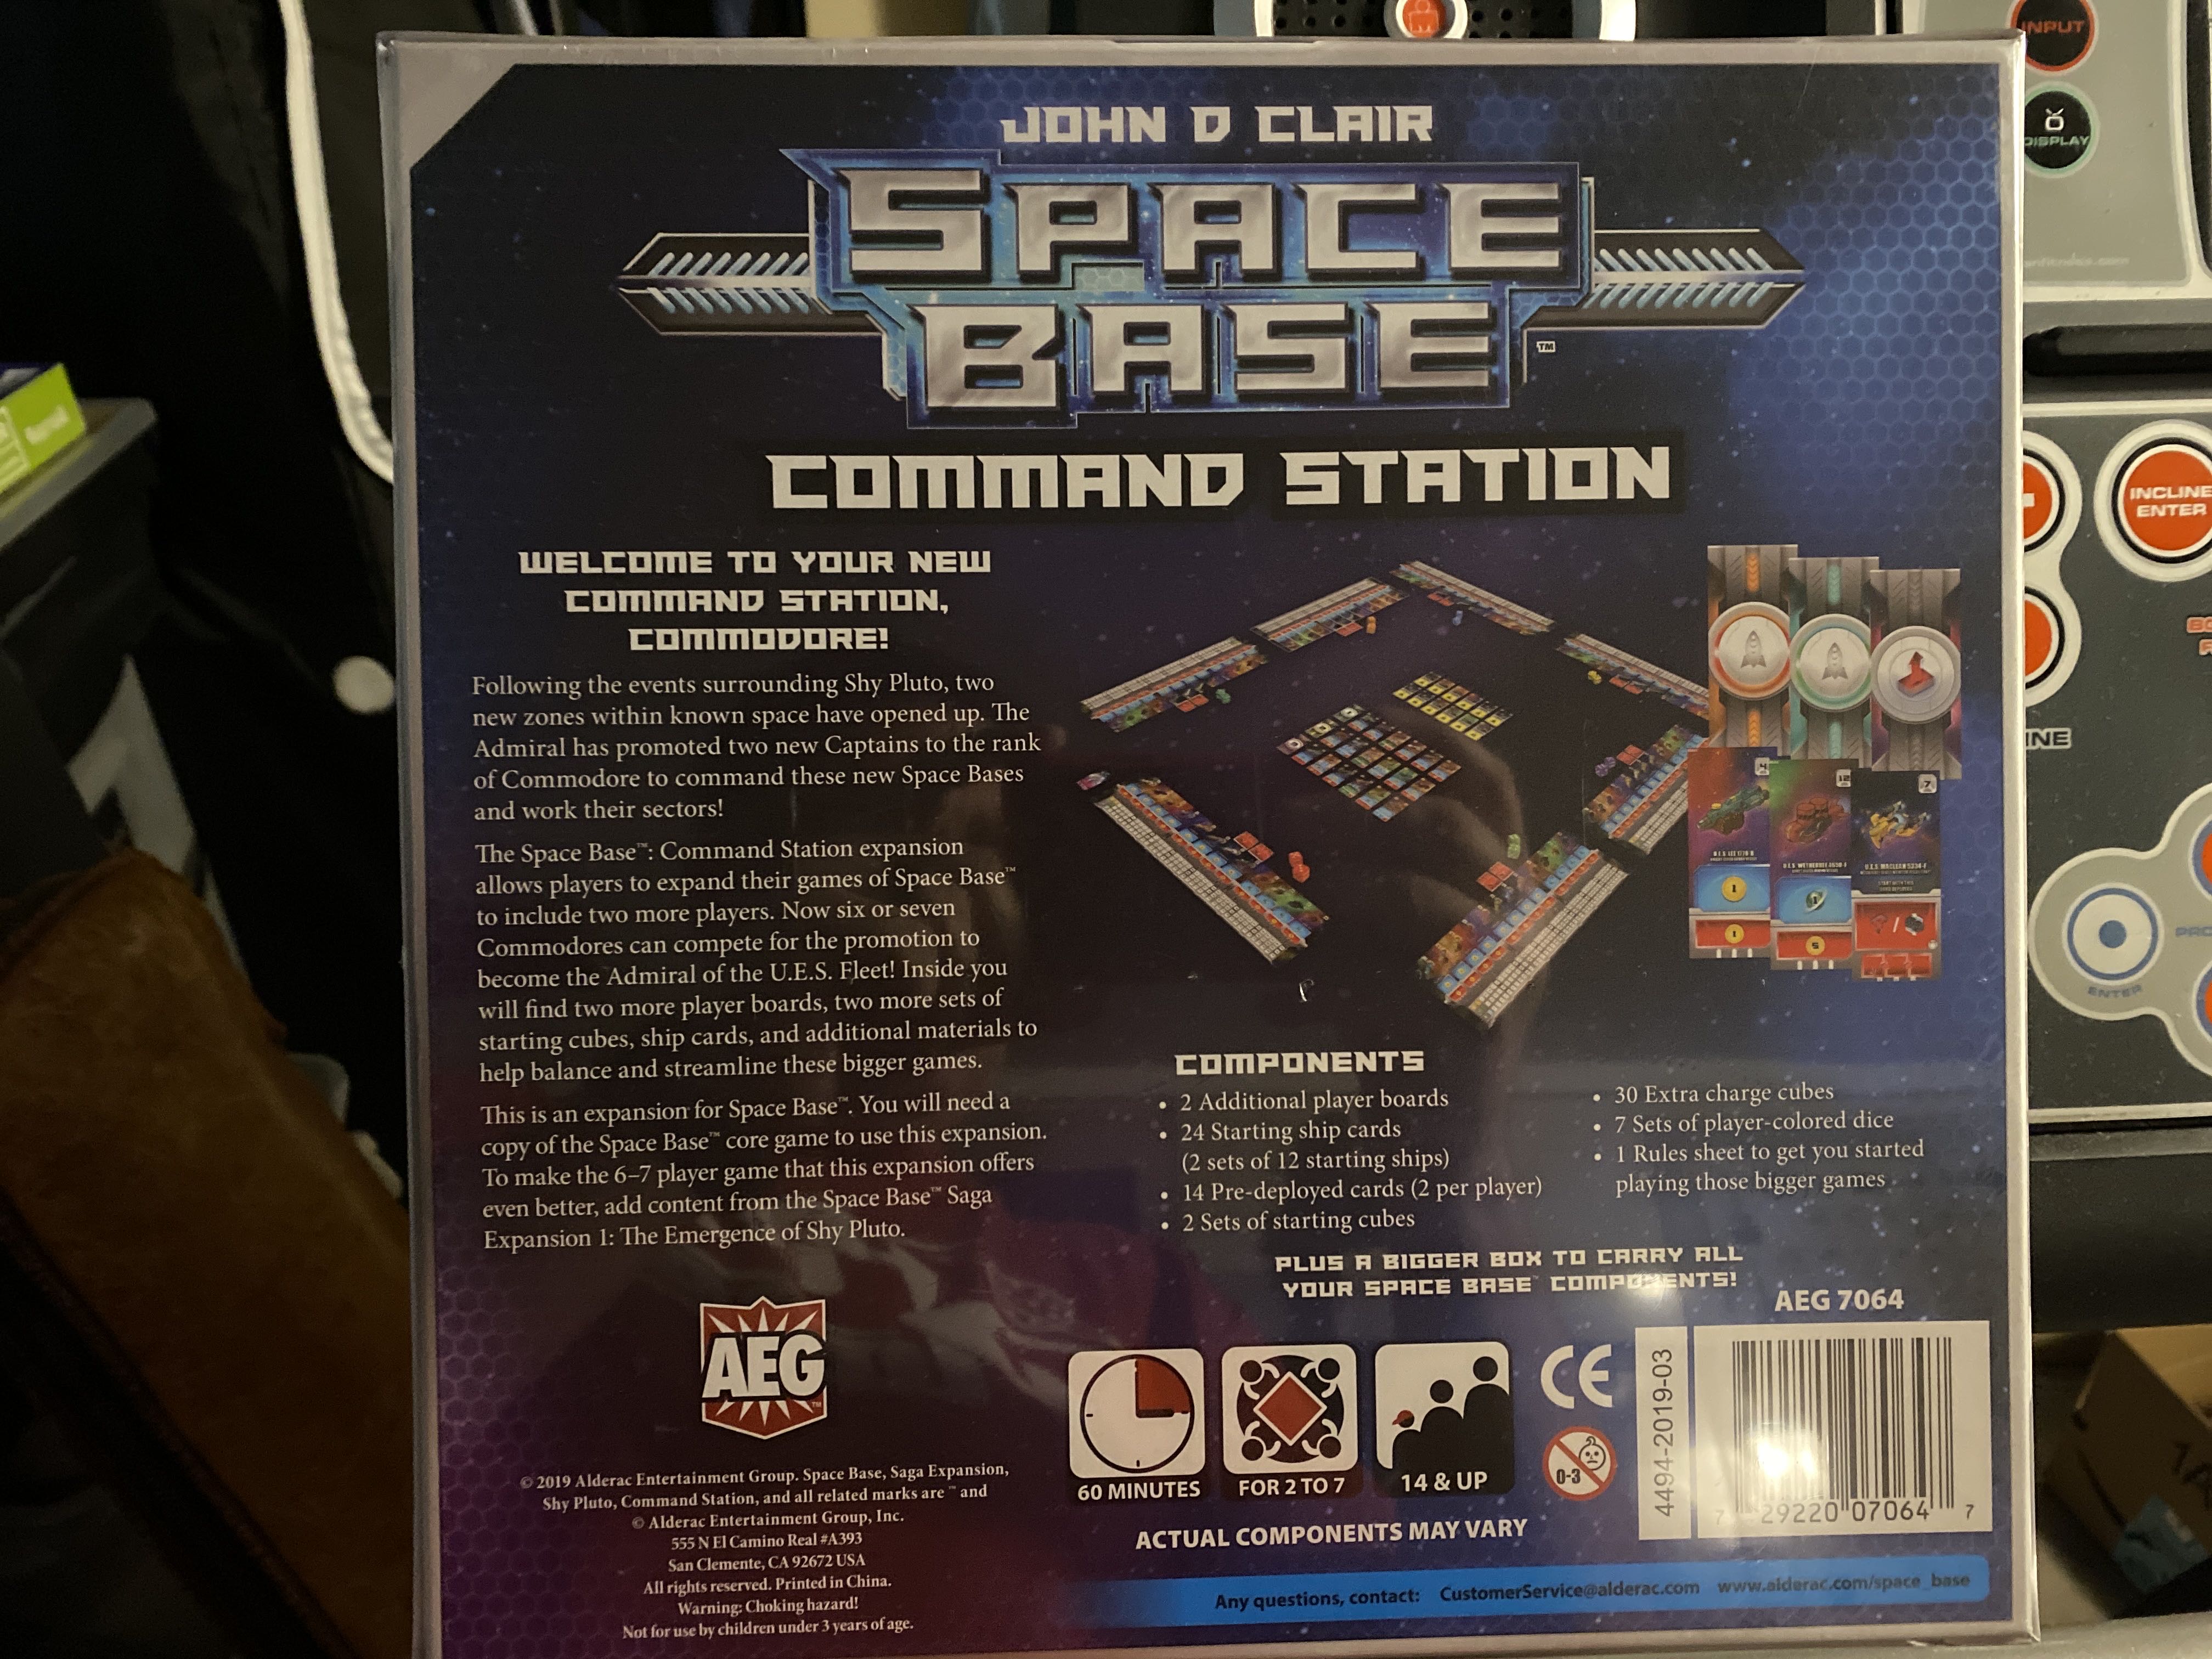 JOHN D CLAIR
SPACE
BASE
™
COMMAND STATION
WELCOME TO YOUR NEW
COMMAND STATION,
COMMODORE!
Following the events surrounding Shy Pluto, two
new zones within known space have opened up. The
Admiral has promoted two new Captains to the rank
of Commodore to command these new Space Bases
and work their sectors!
The Space Base™: Command Station expansion
allows players to expand their games of Space Base™
to include two more players. Now six or seven
Commodores can compete for the promotion to
become the Admiral of the U.E.S. Fleet! Inside you
will find two more player boards, two more sets of
starting cubes, ship cards, and additional materials to
help balance and streamline these bigger games.
This is an expansion for Space Base™. You will need a
copy of the Space Base™ core game to use this expansion.
To make the 6–7 player game that this expansion offers
even better, add content from the Space Base™ Saga
Expansion 1: The Emergence of Shy Pluto.
4
12
7
1
1
5
COMPONENTS
• 2 Additional player boards
• 24 Starting ship cards
(2 sets of 12 starting ships)
• 14 Pre-deployed cards (2 per player)
• 2 Sets of starting cubes
• 30 Extra charge cubes
• 7 Sets of player-colored dice
• 1 Rules sheet to get you started
playing those bigger games
PLUS A BIGGER BOX TO CARRY ALL
YOUR SPACE BASE™ COMPONENTS!
AEG 7064
AEG
™
© 2019 Alderac Entertainment Group. Space Base, Saga Expansion,
Shy Pluto, Command Station, and all related marks are ™ and
© Alderac Entertainment Group, Inc.
555 N El Camino Real #A393
San Clemente, CA 92672 USA
All rights reserved. Printed in China.
Warning: Choking hazard!
Not for use by children under 3 years of age.
60 MINUTES
FOR 2 TO 7
14 & UP
CE
0-3
4494-2019-03
7 29220 07064 7
ACTUAL COMPONENTS MAY VARY
Any questions, contact: CustomerService@alderac.com www.alderac.com/space_base
INPUT
DISPLAY
INCLINE
ENTER
ENTER